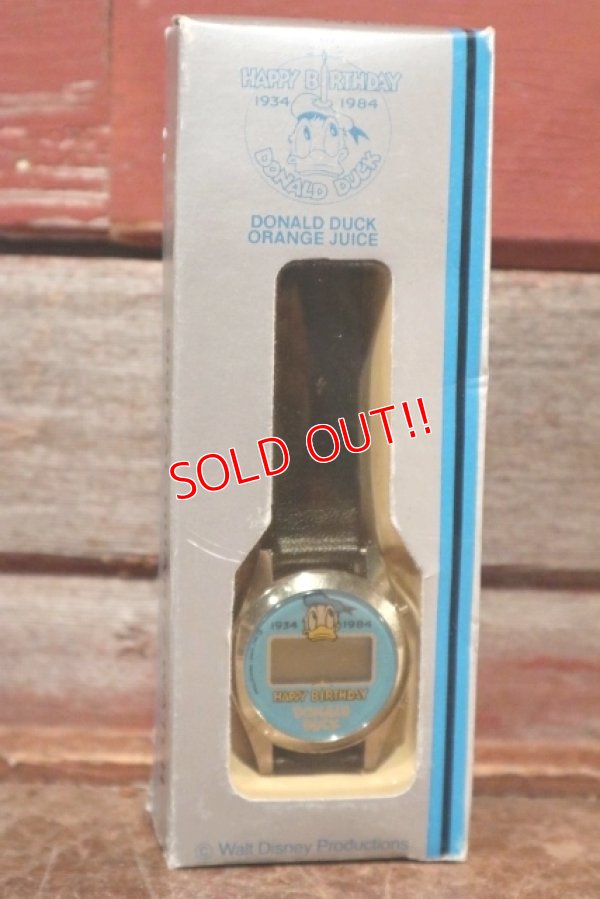 HAPPY BIRTHDAY
1934 1984
DONALD DUCK
DONALD DUCK
ORANGE JUICE
SOLD OUT!!
1934 1984
HAPPY BIRTHDAY
DONALD
DUCK
© Walt Disney Productions